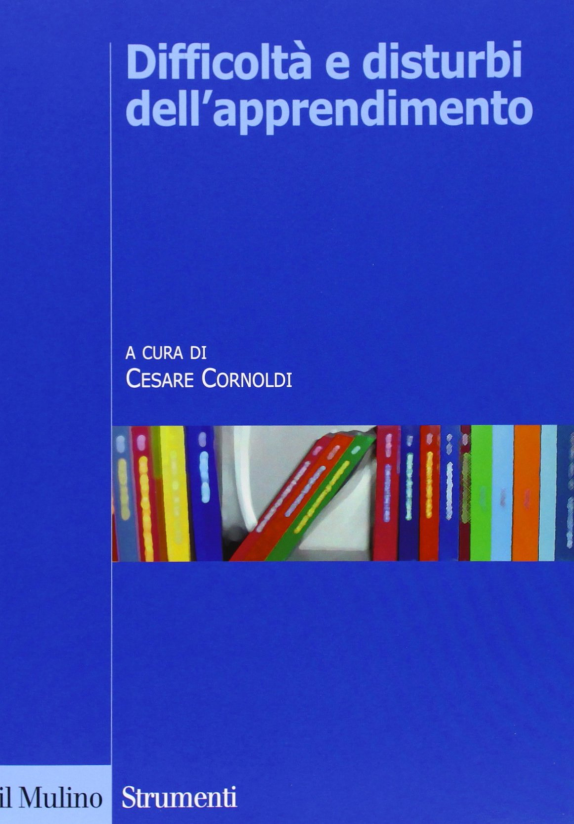 Difficoltà e disturbi
dell’apprendimento
A CURA DI
CESARE CORNOLDI
il Mulino
Strumenti